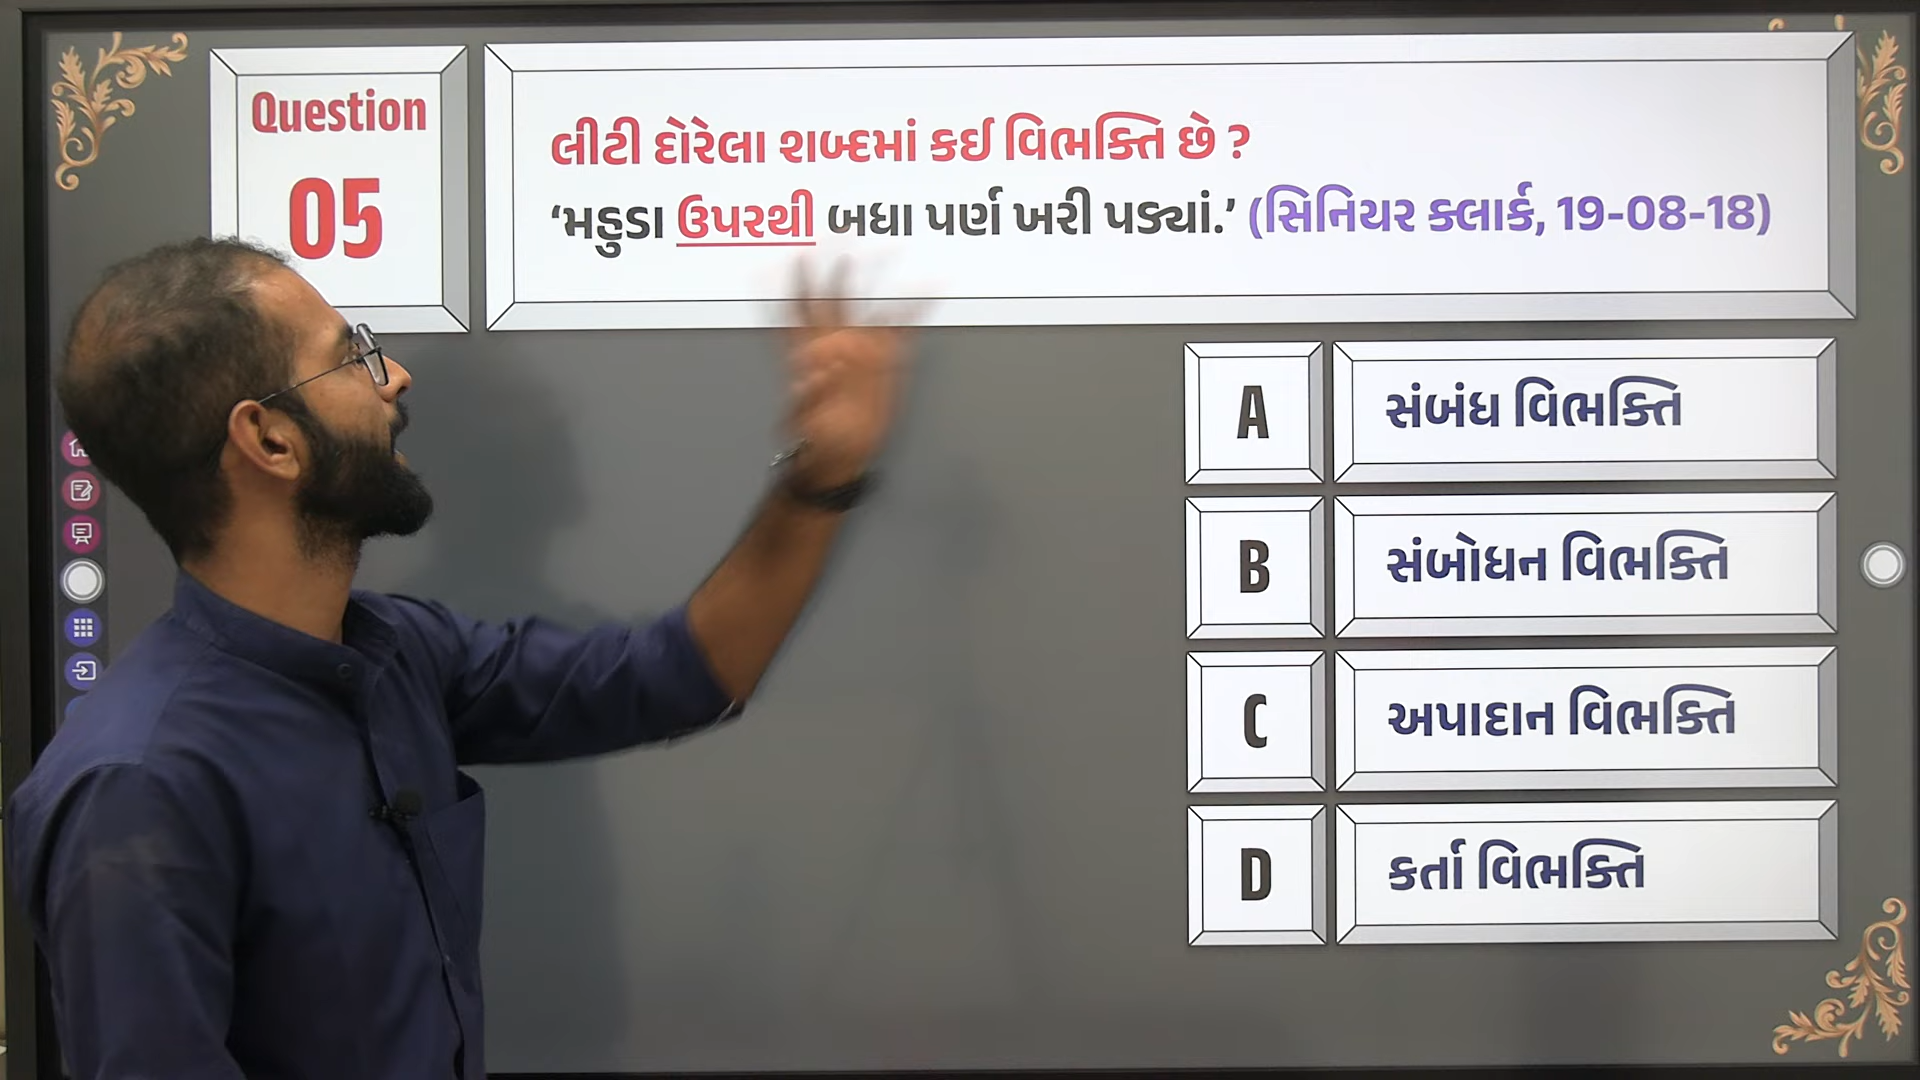 Question
05
લીટી દોરેલા શબ્દમાં કઈ વિભક્તિ છે ?
‘મહુડા ઉપરથી બધા પર્ણ ખરી પડ્યાં.’ (સિનિયર ક્લાર્ક, 19-08-18)
A સંબંધ વિભક્તિ
B સંબોધન વિભક્તિ
C અપાદાન વિભક્તિ
D કર્તા વિભક્તિ